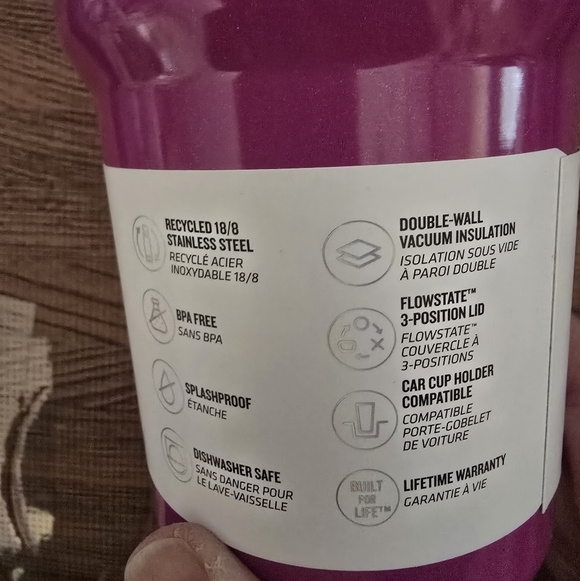 RECYCLED 18/8
STAINLESS STEEL
RECYCLÉ ACIER
INOXYDABLE 18/8
BPA FREE
SANS BPA
SPLASHPROOF
ÉTANCHE
DISHWASHER SAFE
SANS DANGER POUR
LE LAVE-VAISSELLE
DOUBLE-WALL
VACUUM INSULATION
ISOLATION SOUS VIDE
À PAROI DOUBLE
FLOWSTATE™
3-POSITION LID
FLOWSTATE™
COUVERCLE À
3-POSITIONS
CAR CUP HOLDER
COMPATIBLE
COMPATIBLE
PORTE-GOBELET
DE VOITURE
BUILT
FOR
LIFE™
LIFETIME WARRANTY
GARANTIE À VIE